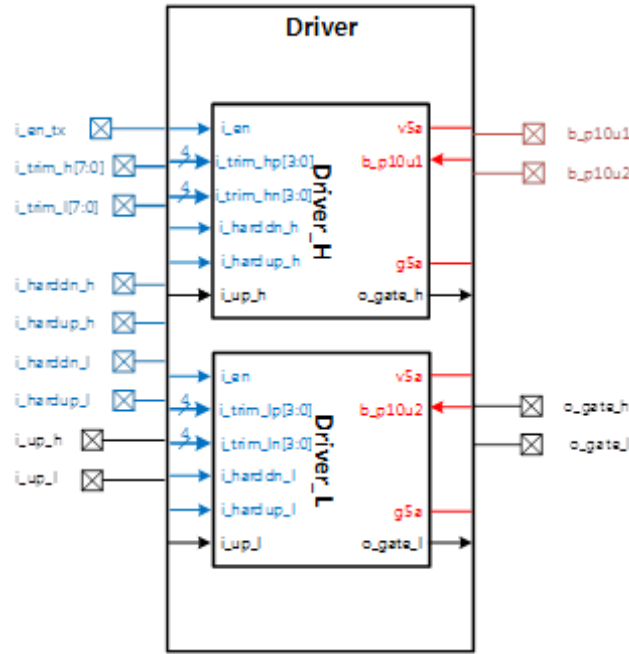 Driver
i_en_tx
i_trim_h[7:0]
i_trim_l[7:0]
i_harddn_h
i_hardup_h
i_harddn_l
i_hardup_l
i_up_h
i_up_l
Driver_H
i_en
i_trim_hp[3:0]
4
i_trim_hn[3:0]
4
i_harddn_h
i_hardup_h
i_up_h
v5a
b_p10u1
g5a
o_gate_h
Driver_L
i_en
i_trim_lp[3:0]
4
i_trim_ln[3:0]
4
i_harddn_l
i_hardup_l
i_up_l
v5a
b_p10u2
g5a
o_gate_l
b_p10u1
b_p10u2
o_gate_h
o_gate_l